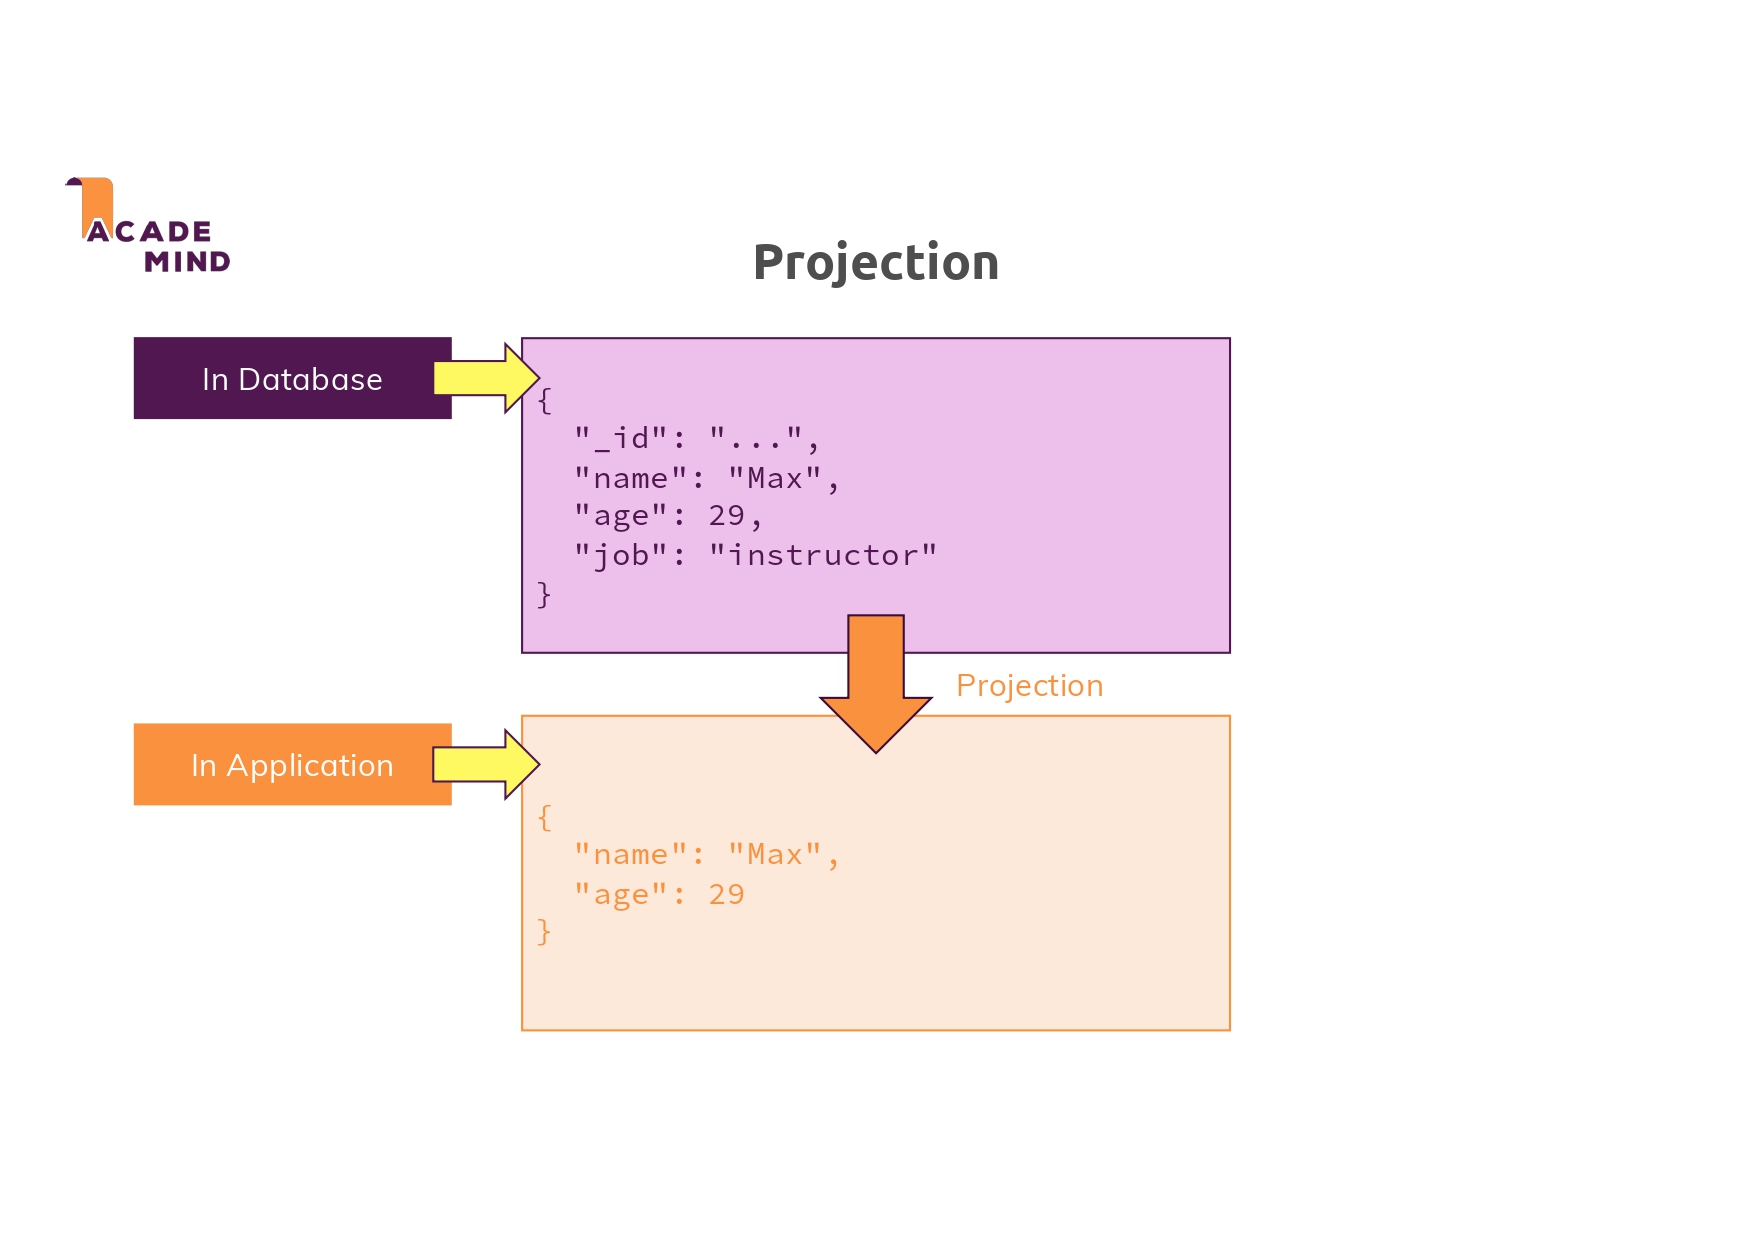 ACADE
MIND
Projection
In Database
{
  "_id": "...",
  "name": "Max",
  "age": 29,
  "job": "instructor"
}
Projection
In Application
{
  "name": "Max",
  "age": 29
}